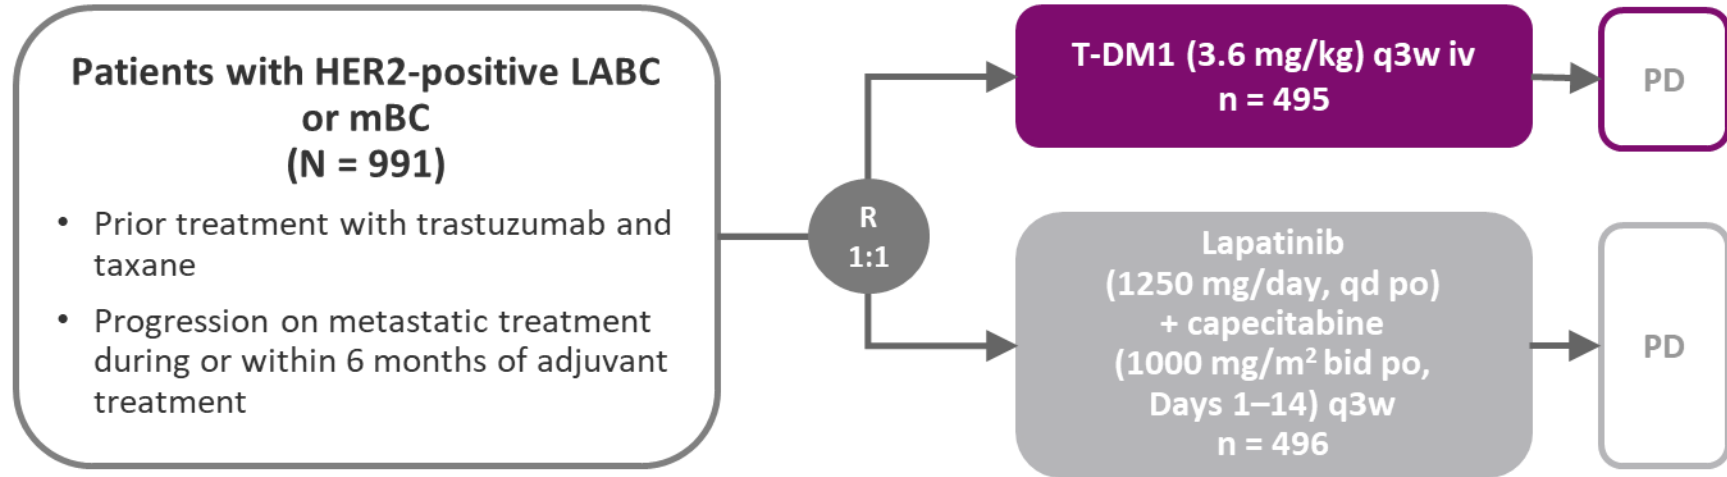 Patients with HER2-positive LABC
or mBC
(N = 991)
• Prior treatment with trastuzumab and
taxane
• Progression on metastatic treatment
during or within 6 months of adjuvant
treatment
R
1:1
T-DM1 (3.6 mg/kg) q3w iv
n = 495
PD
Lapatinib
(1250 mg/day, qd po)
+ capecitabine
(1000 mg/m² bid po,
Days 1–14) q3w
n = 496
PD